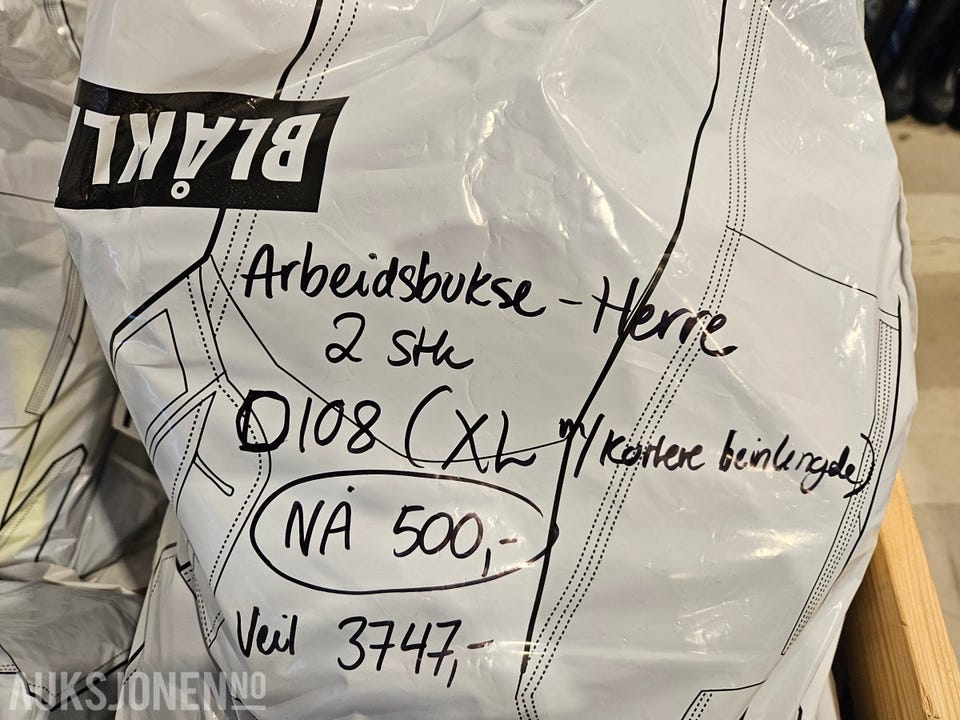 BLÅKL
Arbeidsbukse - Herre
2 stk
D108 (XL m/ kortere beinlengde)
NÅ 500,-
Veil 3747,-
AUKSJONEN.NO